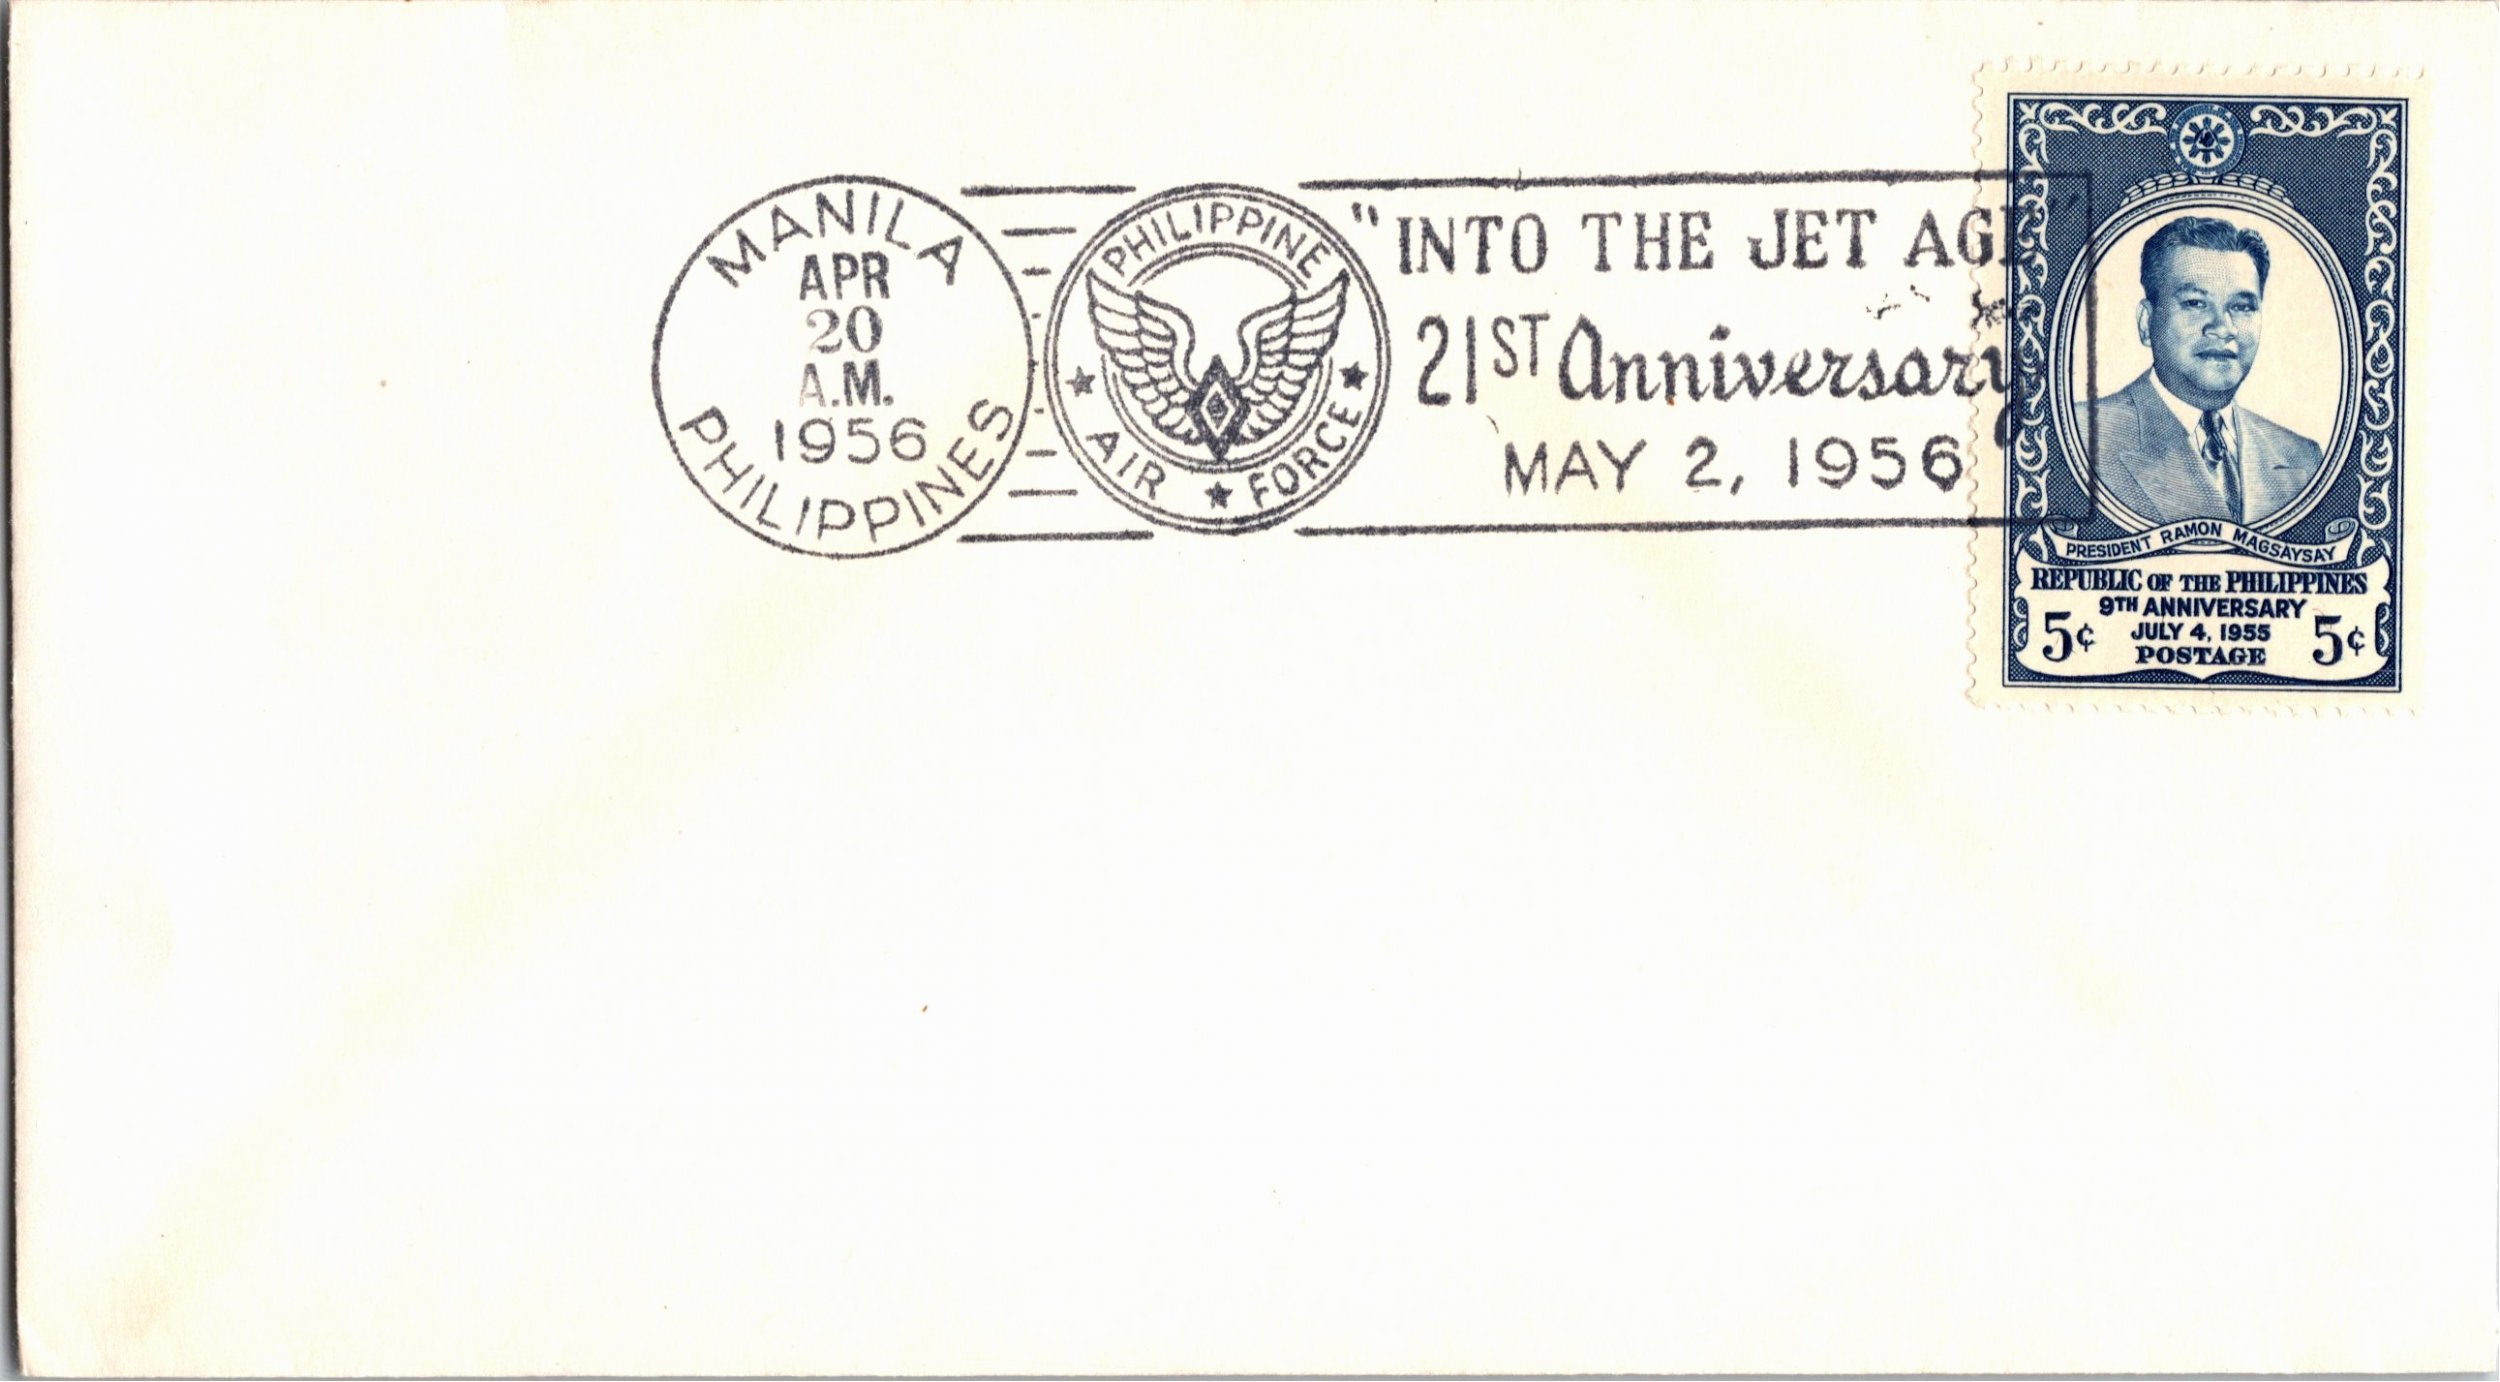 MANILA
APR
20
A.M.
1956
PHILIPPINES
PHILIPPINE
AIR FORCE
"INTO THE JET AGE"
21ST Anniversary
MAY 2, 1956
PRESIDENT RAMON MAGSAYSAY
REPUBLIC OF THE PHILIPPINES
9TH ANNIVERSARY
JULY 4, 1955
5¢ POSTAGE 5¢